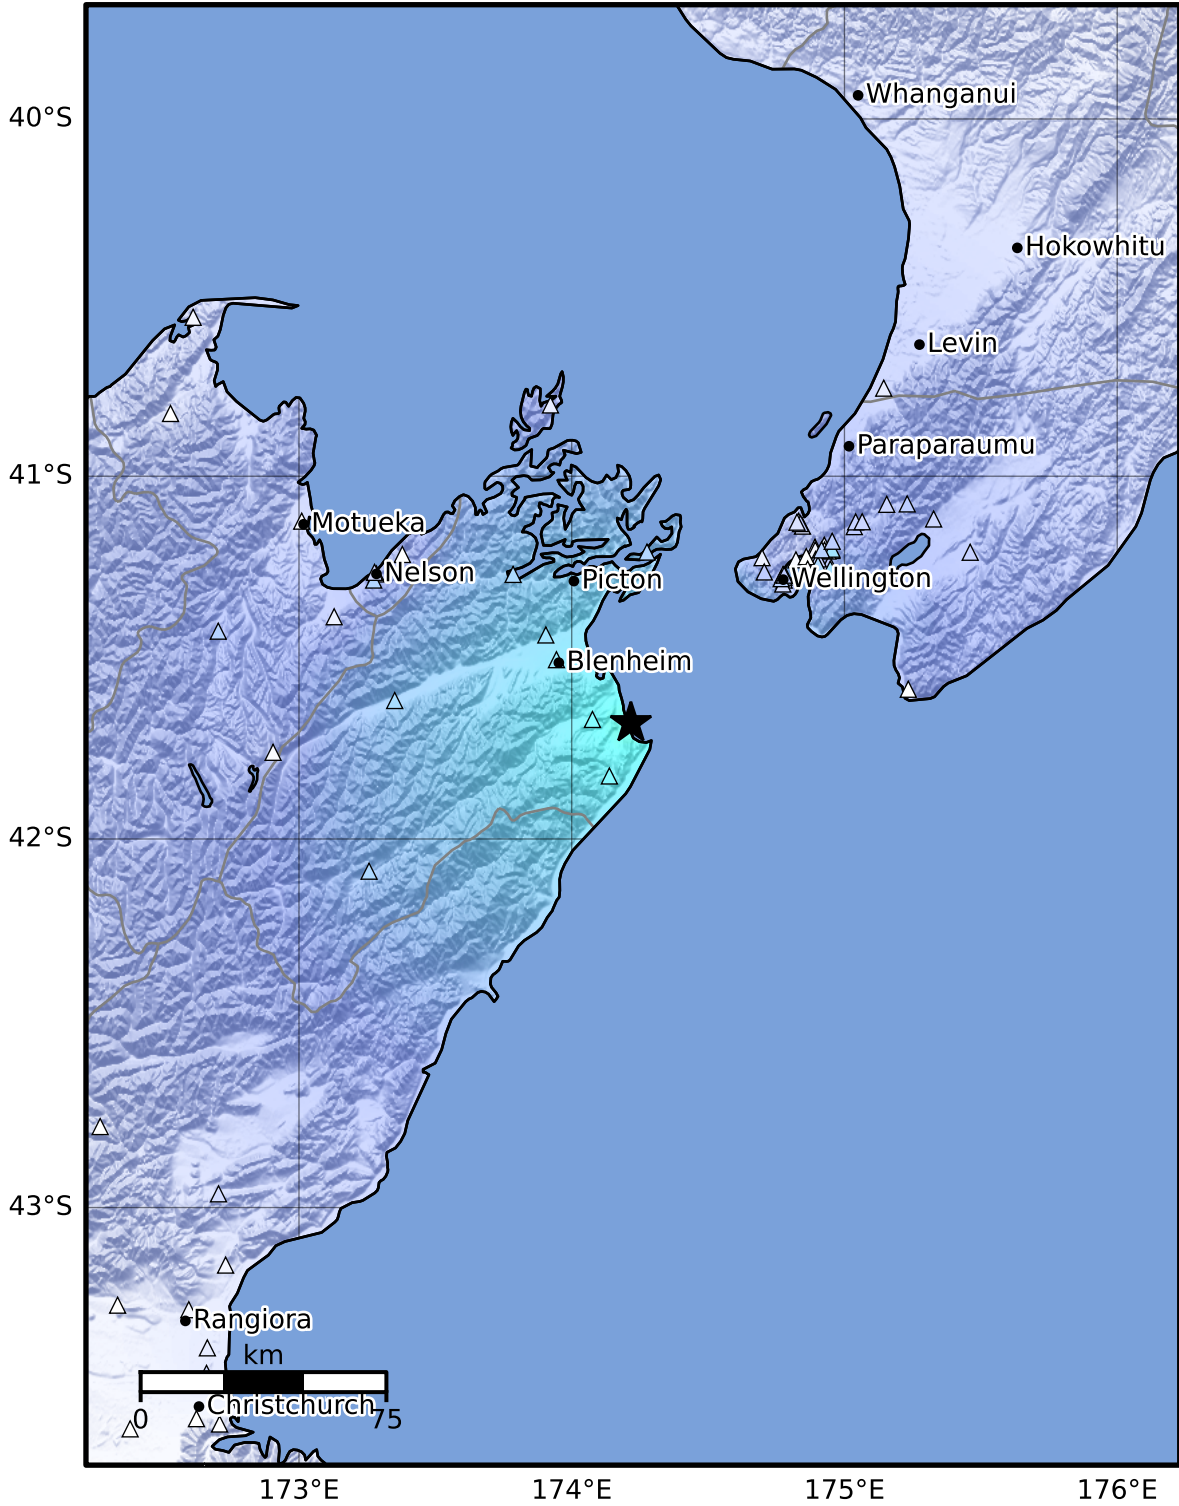 Whanganui
40°S
Hokowhitu
Levin
Paraparaumu
41°S
Motueka
Nelson
Picton
Wellington
Blenheim
42°S
43°S
Rangiora
km
Christchurch
0
75
173°E
174°E
175°E
176°E